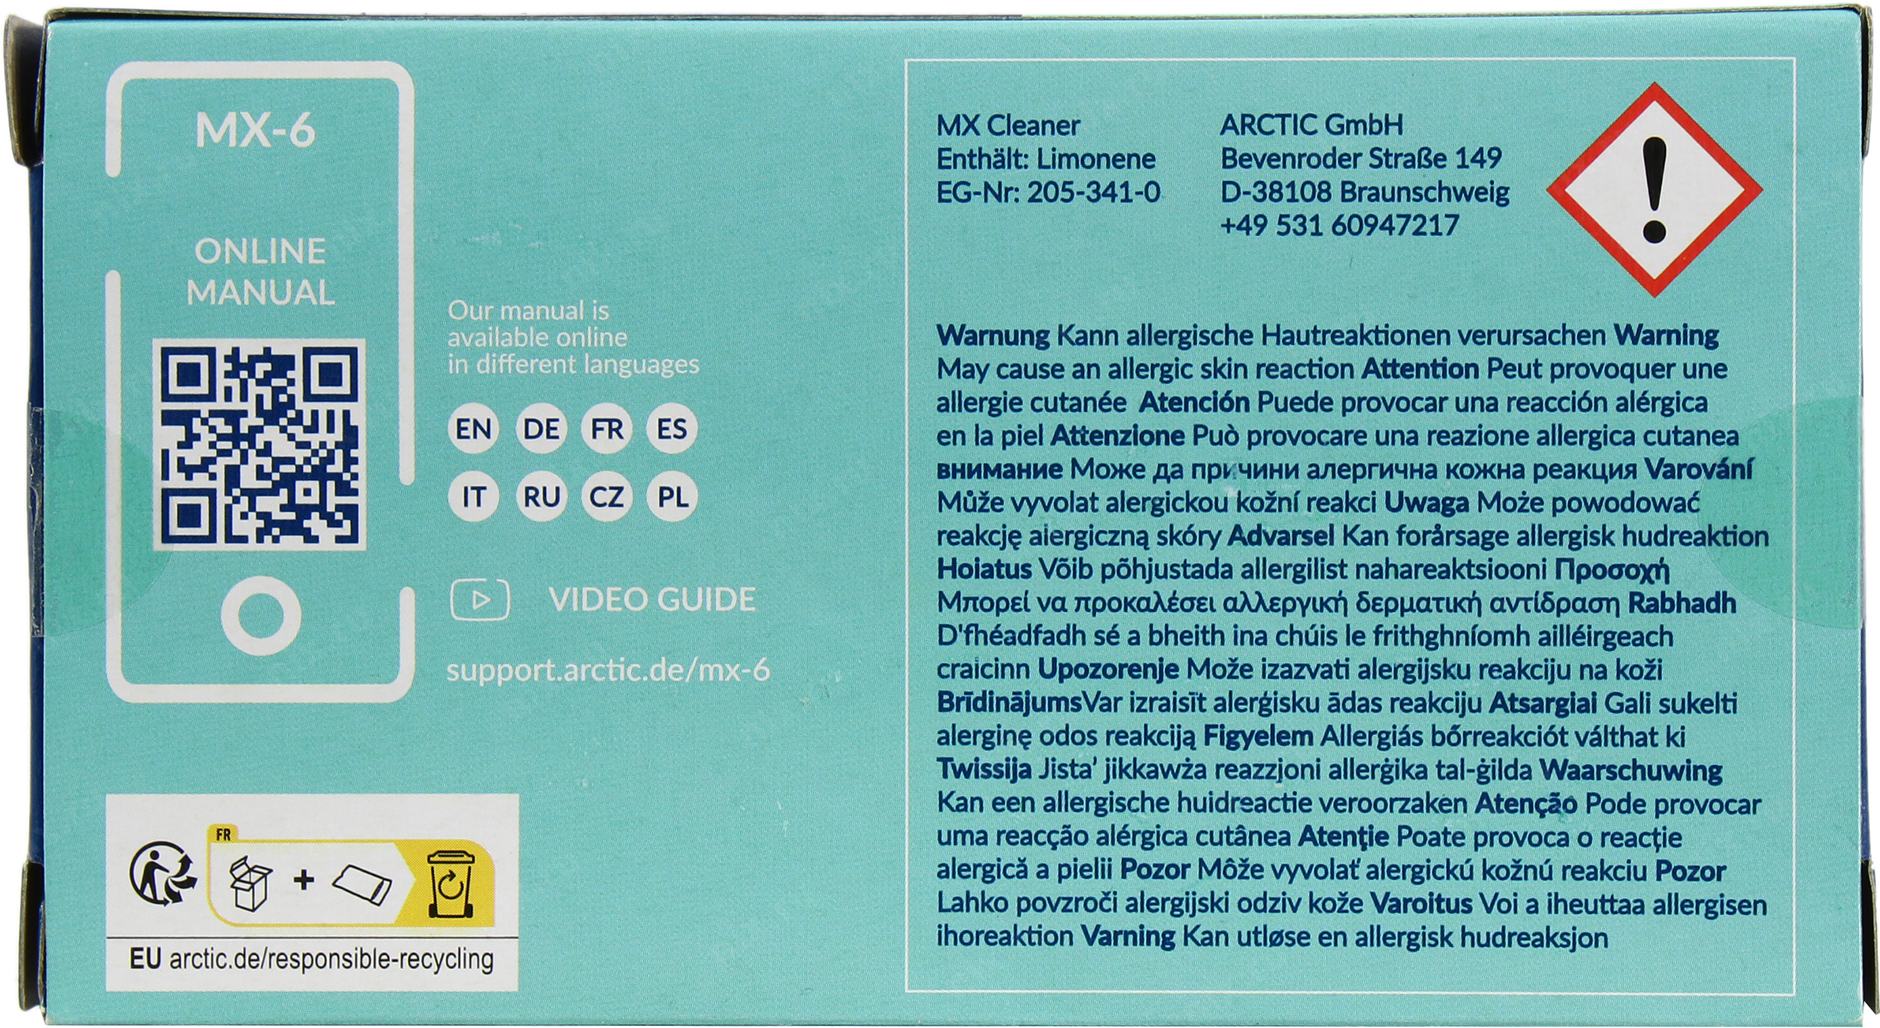 MX-6
ONLINE
MANUAL
Our manual is
available online
in different languages
EN DE FR ES
IT RU CZ PL
VIDEO GUIDE
support.arctic.de/mx-6
FR
+
EU arctic.de/responsible-recycling
MX Cleaner
Enthält: Limonene
EG-Nr: 205-341-0
ARCTIC GmbH
Bevenroder Straße 149
D-38108 Braunschweig
+49 531 60947217
Warnung Kann allergische Hautreaktionen verursachen Warning
May cause an allergic skin reaction Attention Peut provoquer une
allergie cutanée Atención Puede provocar una reacción alérgica
en la piel Attenzione Può provocare una reazione allergica cutanea
внимание Може да причини алергична кожна реакция Varování
Může vyvolat alergickou kožní reakci Uwaga Może powodować
reakcję alergiczną skóry Advarsel Kan forårsage allergisk hudreaktion
Hoiatus Võib põhjustada allergilist nahareaktsiooni Προσοχή
Μπορεί να προκαλέσει αλλεργική δερματική αντίδραση Rabhadh
D'fhéadfadh sé a bheith ina chúis le frithghníomh ailléirgeach
craicinn Upozorenje Može izazvati alergijsku reakciju na koži
BrīdinājumsVar izraisīt alerģisku ādas reakciju Atsargiai Gali sukelti
alerginę odos reakciją Figyelem Allergiás bőrreakciót válthat ki
Twissija Jista' jikkawża reazzjoni allerġika tal-ġilda Waarschuwing
Kan een allergische huidreactie veroorzaken Atenção Pode provocar
uma reacção alérgica cutânea Atenţie Poate provoca o reacţie
alergică a pielii Pozor Môže vyvolať alergickú kožnú reakciu Pozor
Lahko povzroči alergijski odziv kože Varoitus Voi a iheuttaa allergisen
ihoreaktion Varning Kan utløse en allergisk hudreaksjon